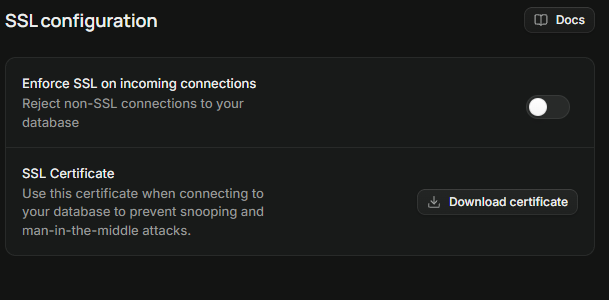 SSL configuration
Docs
Enforce SSL on incoming connections
Reject non-SSL connections to your
database
SSL Certificate
Use this certificate when connecting to
your database to prevent snooping and
man-in-the-middle attacks.
Download certificate